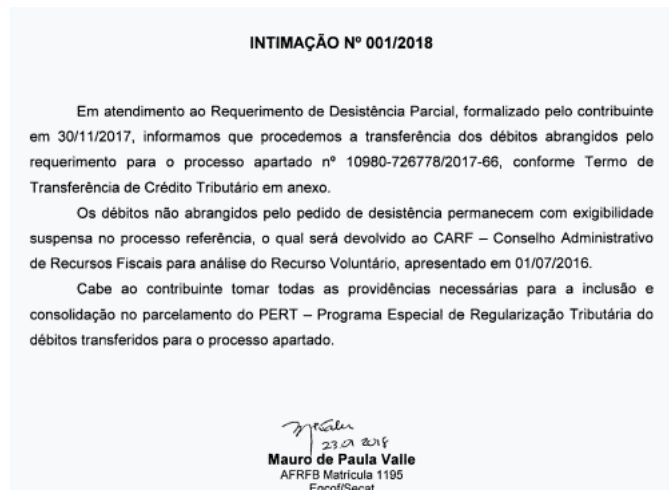 INTIMAÇÃO Nº 001/2018
Em atendimento ao Requerimento de Desistência Parcial, formalizado pelo contribuinte
em 30/11/2017, informamos que procedemos a transferência dos débitos abrangidos pelo
requerimento para o processo apartado nº 10980-726778/2017-66, conforme Termo de
Transferência de Crédito Tributário em anexo.
Os débitos não abrangidos pelo pedido de desistência permanecem com exigibilidade
suspensa no processo referência, o qual será devolvido ao CARF – Conselho Administrativo
de Recursos Fiscais para análise do Recurso Voluntário, apresentado em 01/07/2016.
Cabe ao contribuinte tomar todas as providências necessárias para a inclusão e
consolidação no parcelamento do PERT – Programa Especial de Regularização Tributária do
débitos transferidos para o processo apartado.
23.01 2018
Mauro de Paula Valle
AFRFB Matrícula 1195
Eqcof/Secat